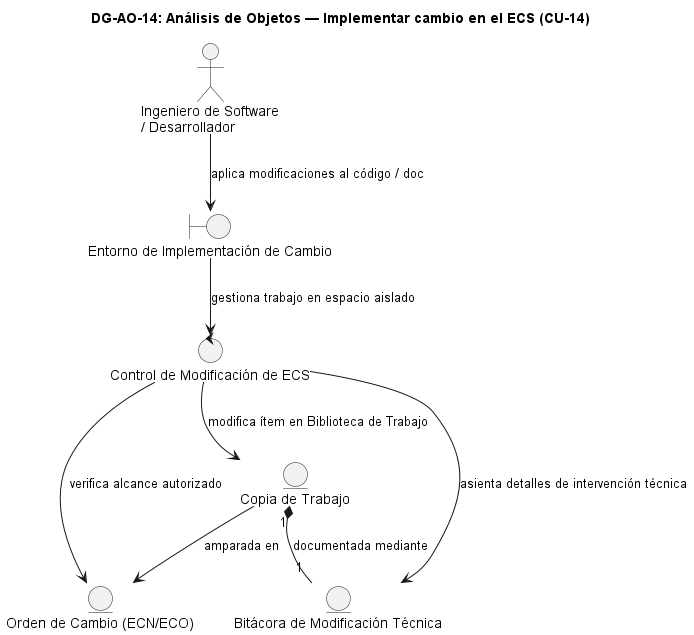 DG-AO-14: Análisis de Objetos — Implementar cambio en el ECS (CU-14)
Ingeniero de Software
/ Desarrollador
aplica modificaciones al código / doc
Entorno de Implementación de Cambio
gestiona trabajo en espacio aislado
Control de Modificación de ECS
modifica ítem en Biblioteca de Trabajo
verifica alcance autorizado
asienta detalles de intervención técnica
Copia de Trabajo
1
amparada en
documentada mediante
1
Orden de Cambio (ECN/ECO)
Bitácora de Modificación Técnica